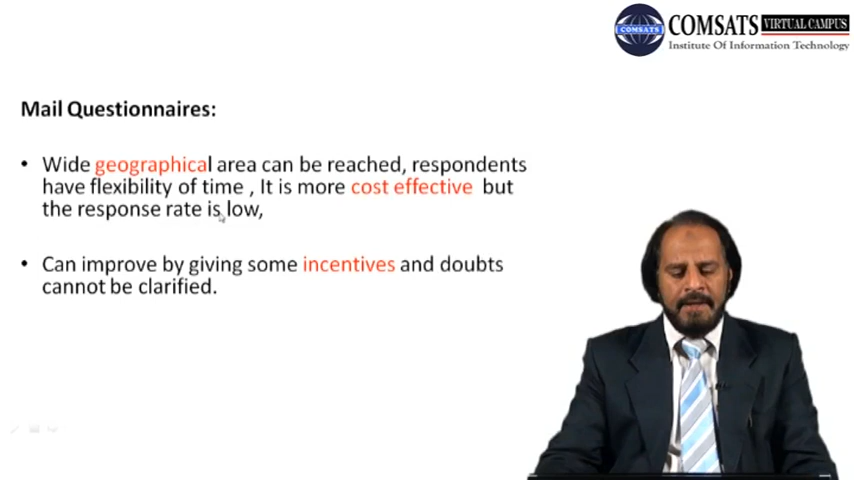 COMSATS
COMSATS VIRTUAL CAMPUS
Institute Of Information Technology
Mail Questionnaires:
• Wide geographical area can be reached, respondents
have flexibility of time , It is more cost effective but
the response rate is low,
• Can improve by giving some incentives and doubts
cannot be clarified.